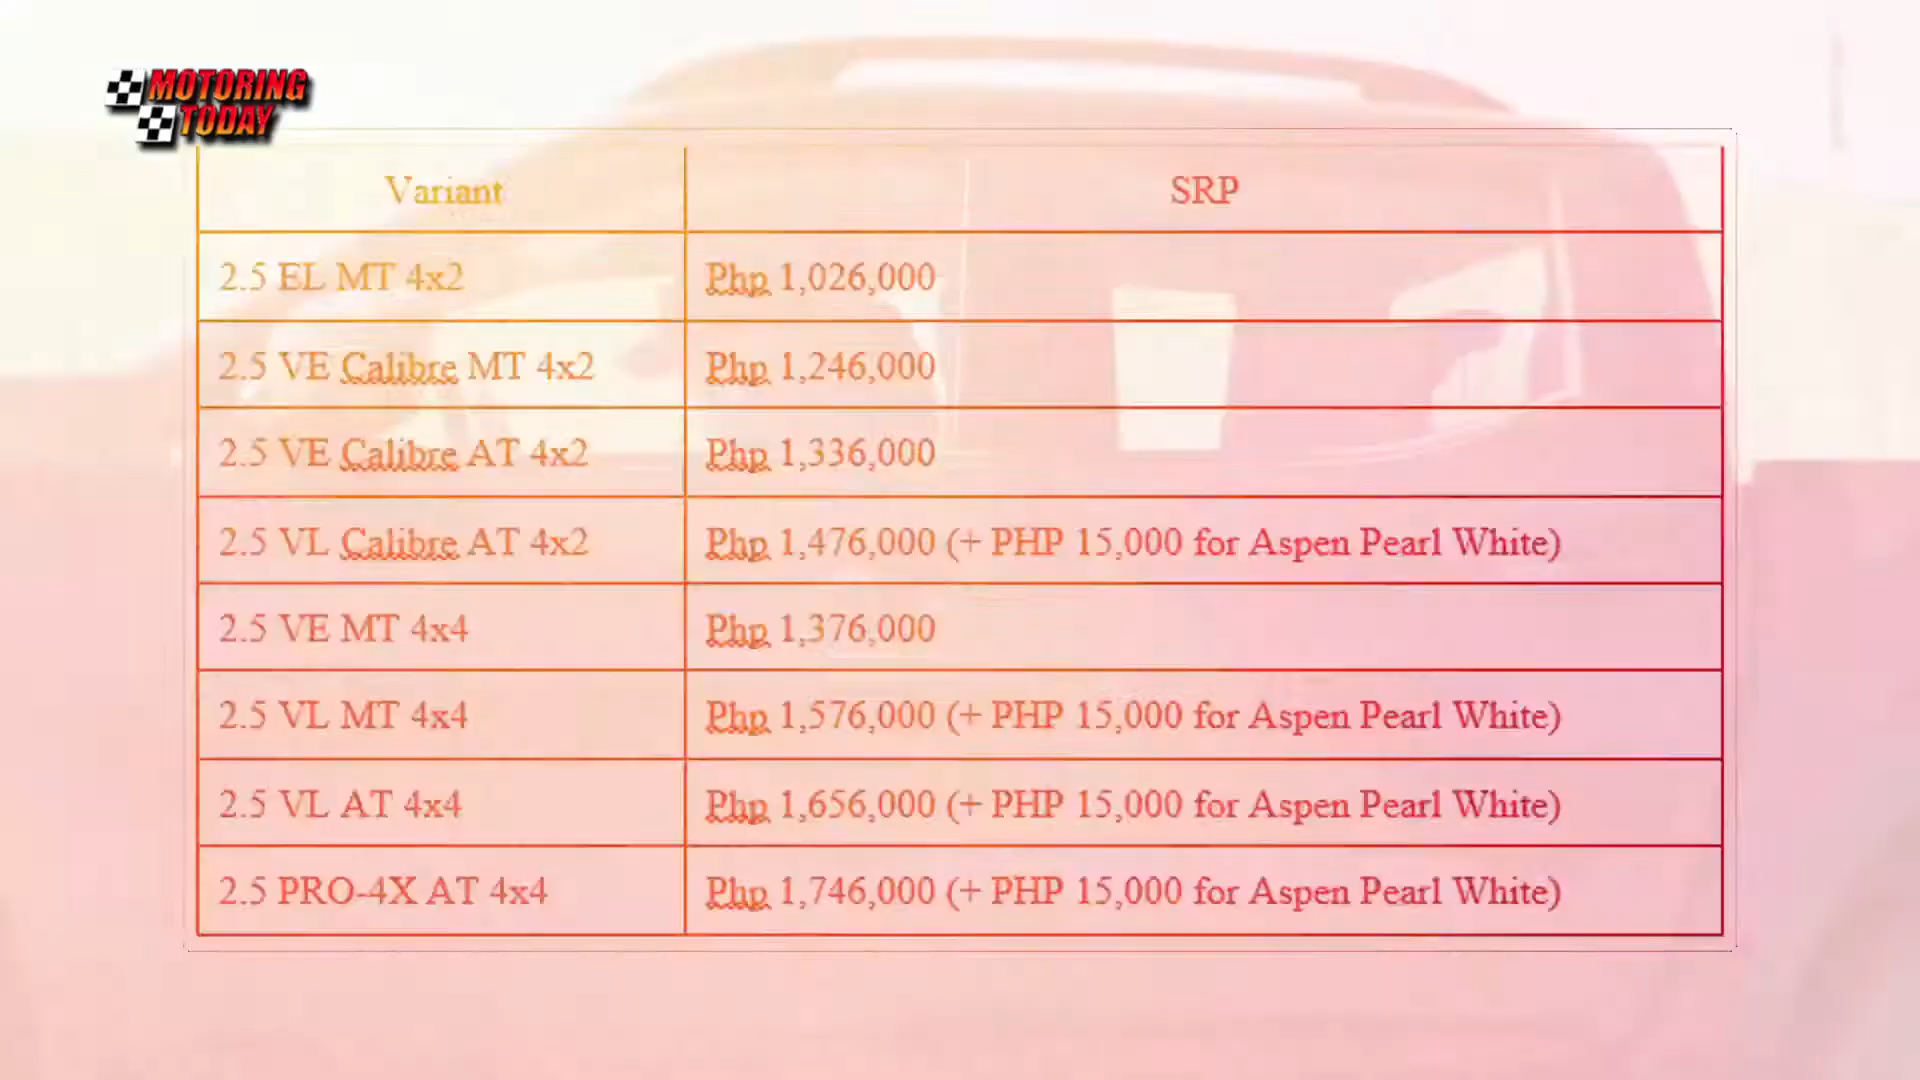 MOTORING
TODAY
Variant SRP
2.5 EL MT 4x2 Php 1,026,000
2.5 VE Calibre MT 4x2 Php 1,246,000
2.5 VE Calibre AT 4x2 Php 1,336,000
2.5 VL Calibre AT 4x2 Php 1,476,000 (+ PHP 15,000 for Aspen Pearl White)
2.5 VE MT 4x4 Php 1,376,000
2.5 VL MT 4x4 Php 1,576,000 (+ PHP 15,000 for Aspen Pearl White)
2.5 VL AT 4x4 Php 1,656,000 (+ PHP 15,000 for Aspen Pearl White)
2.5 PRO-4X AT 4x4 Php 1,746,000 (+ PHP 15,000 for Aspen Pearl White)